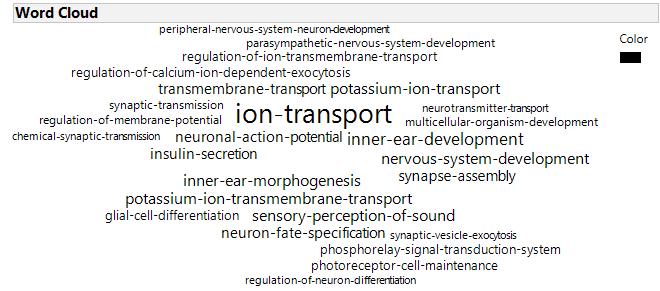 Word Cloud
peripheral-nervous-system-neuron-development
Color
parasympathetic-nervous-system-development
regulation-of-ion-transmembrane-transport
regulation-of-calcium-ion-dependent-exocytosis
transmembrane-transport potassium-ion-transport
synaptic-transmission ion-transport neurotransmitter-transport
regulation-of-membrane-potential multicellular-organism-development
chemical-synaptic-transmission neuronal-action-potential inner-ear-development
insulin-secretion nervous-system-development
inner-ear-morphogenesis synapse-assembly
potassium-ion-transmembrane-transport
glial-cell-differentiation sensory-perception-of-sound
neuron-fate-specification synaptic-vesicle-exocytosis
phosphorelay-signal-transduction-system
photoreceptor-cell-maintenance
regulation-of-neuron-differentiation